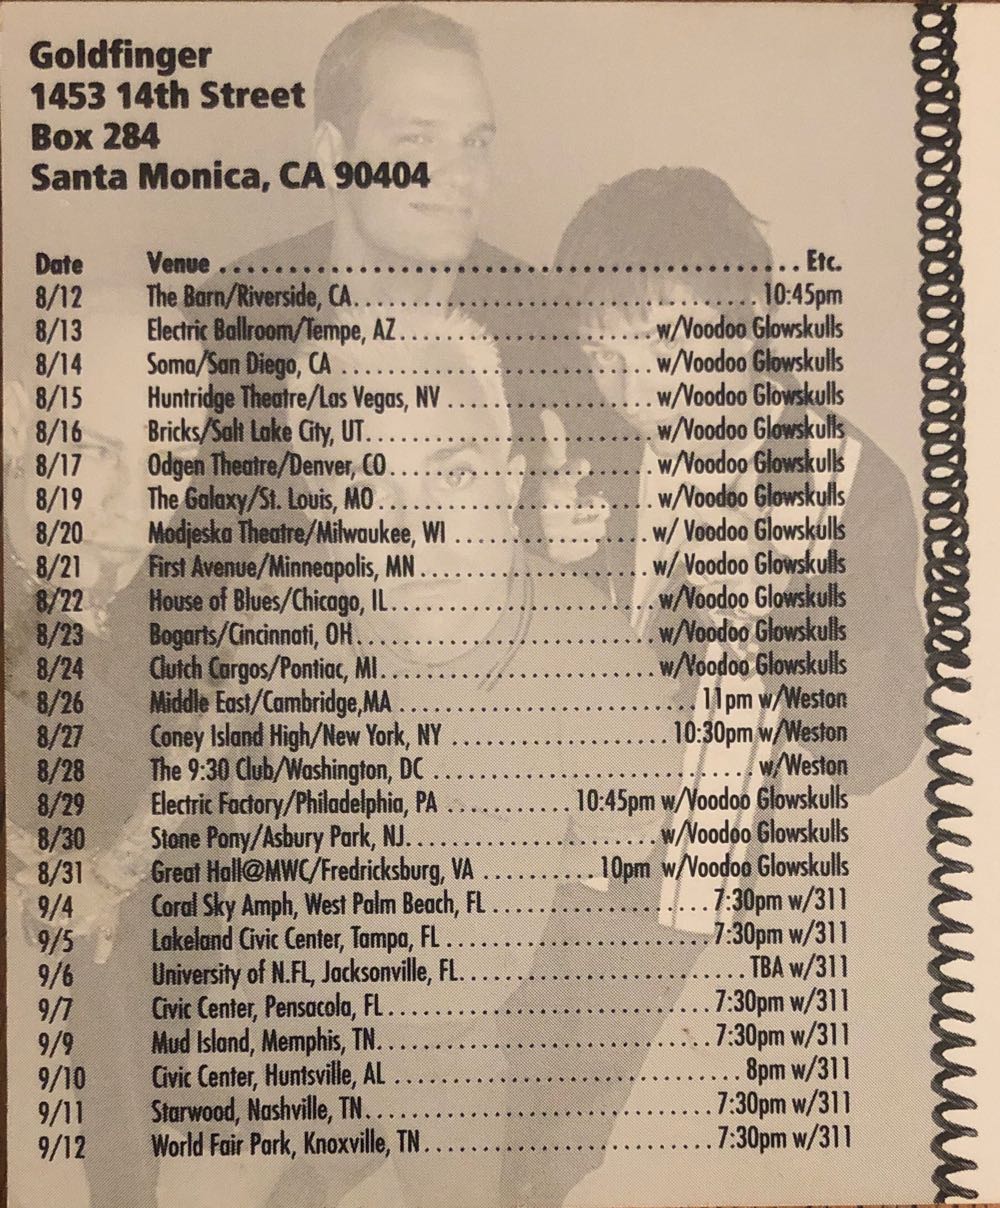 Goldfinger
1453 14th Street
Box 284
Santa Monica, CA 90404
Date Venue ........................................................ Etc.
8/12 The Barn/Riverside, CA........................................10:45pm
8/13 Electric Ballroom/Tempe, AZ.........................w/Voodoo Glowskulls
8/14 Soma/San Diego, CA ...............................w/Voodoo Glowskulls
8/15 Huntridge Theatre/Las Vegas, NV ....................w/Voodoo Glowskulls
8/16 Bricks/Salt Lake City, UT............................w/Voodoo Glowskulls
8/17 Odgen Theatre/Denver, CO..........................w/Voodoo Glowskulls
8/19 The Galaxy/St. Louis, MO ...........................w/Voodoo Glowskulls
8/20 Modjeska Theatre/Milwaukee, WI ...................w/ Voodoo Glowskulls
8/21 First Avenue/Minneapolis, MN.......................w/ Voodoo Glowskulls
8/22 House of Blues/Chicago, IL..........................w/Voodoo Glowskulls
8/23 Bogarts/Cincinnati, OH.............................w/Voodoo Glowskulls
8/24 Clutch Cargos/Pontiac, MI...........................w/Voodoo Glowskulls
8/26 Middle East/Cambridge,MA .............................11pm w/Weston
8/27 Coney Island High/New York, NY .....................10:30pm w/Weston
8/28 The 9:30 Club/Washington, DC ...............................w/Weston
8/29 Electric Factory/Philadelphia, PA ...........10:45pm w/Voodoo Glowskulls
8/30 Stone Pony/Asbury Park, NJ.........................w/Voodoo Glowskulls
8/31 Great Hall@MWC/Fredricksburg, VA ..........10pm w/Voodoo Glowskulls
9/4 Coral Sky Amph, West Palm Beach, FL.....................7:30pm w/311
9/5 Lakeland Civic Center, Tampa, FL..........................7:30pm w/311
9/6 University of N.FL, Jacksonville, FL............................TBA w/311
9/7 Civic Center, Pensacola, FL................................7:30pm w/311
9/9 Mud Island, Memphis, TN.................................7:30pm w/311
9/10 Civic Center, Huntsville, AL ..................................8pm w/311
9/11 Starwood, Nashville, TN..................................7:30pm w/311
9/12 World Fair Park, Knoxville, TN............................7:30pm w/311